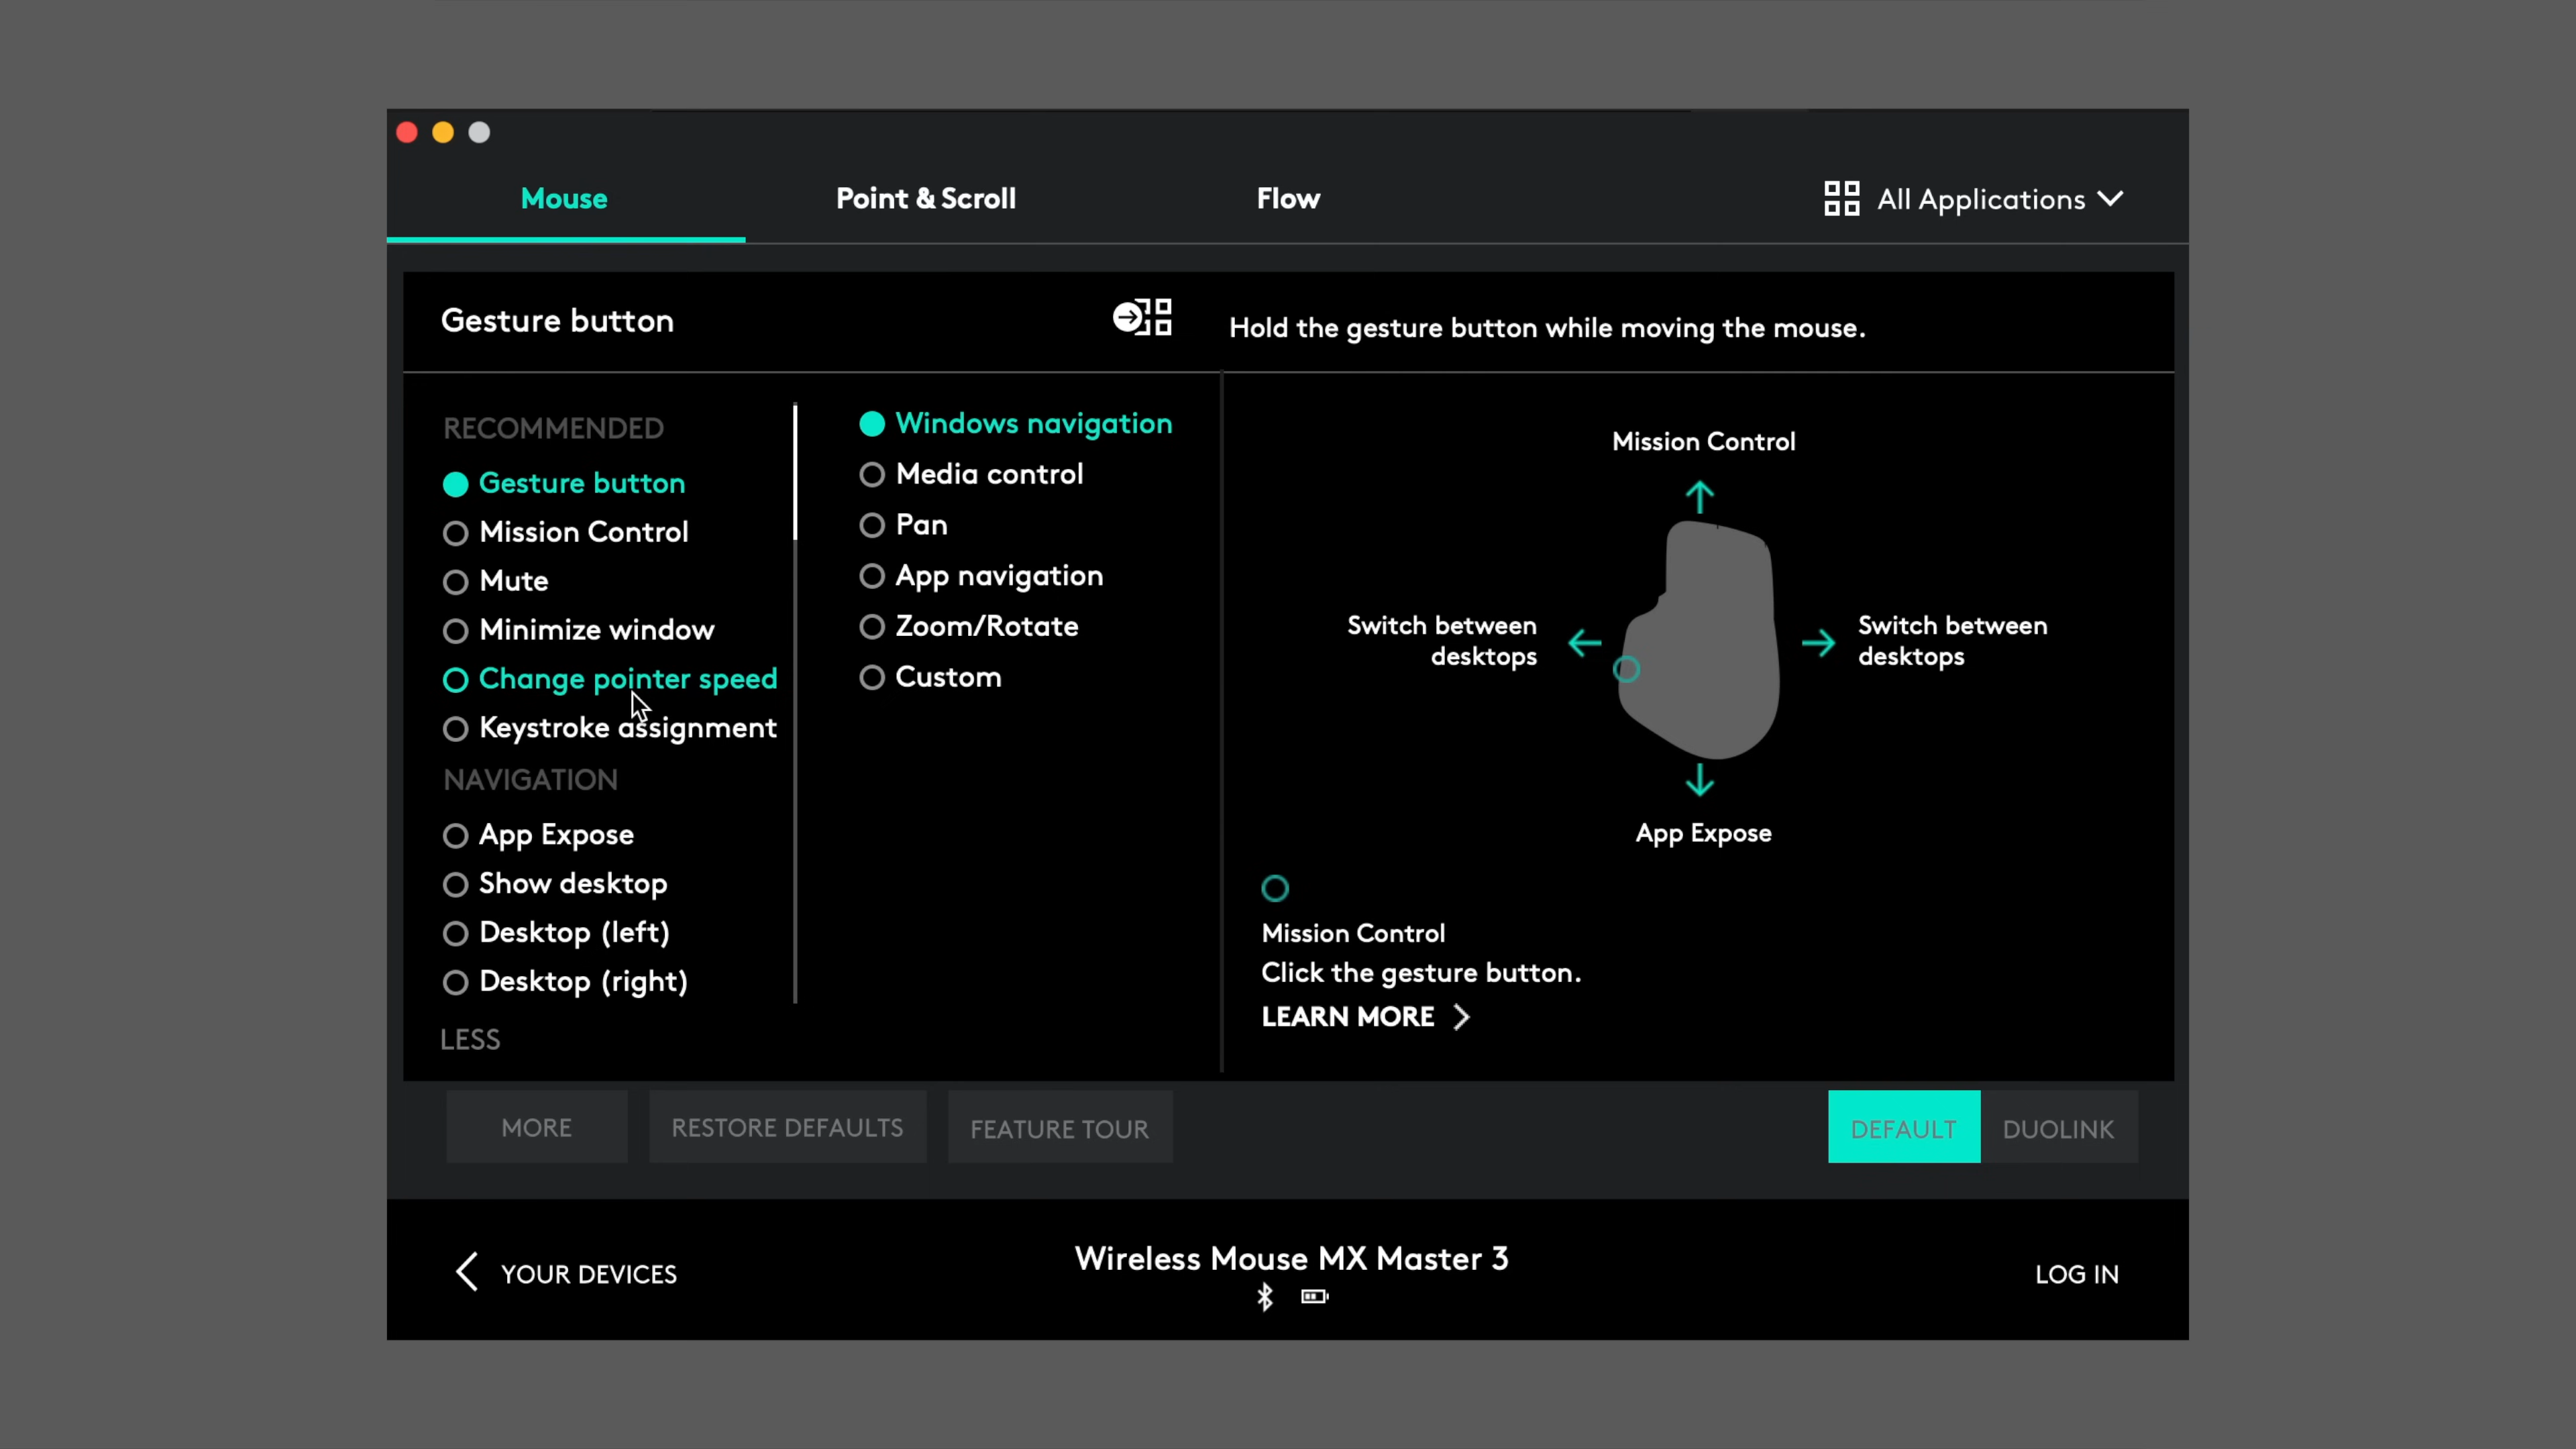 Mouse
Point & Scroll
Flow
All Applications
Gesture button
Hold the gesture button while moving the mouse.
RECOMMENDED
Gesture button
Mission Control
Mute
Minimize window
Change pointer speed
Keystroke assignment
NAVIGATION
App Expose
Show desktop
Desktop (left)
Desktop (right)
LESS
Windows navigation
Media control
Pan
App navigation
Zoom/Rotate
Custom
Mission Control
Switch between
desktops
Switch between
desktops
App Expose
Mission Control
Click the gesture button.
LEARN MORE
MORE
RESTORE DEFAULTS
FEATURE TOUR
DEFAULT
DUOLINK
YOUR DEVICES
Wireless Mouse MX Master 3
LOG IN